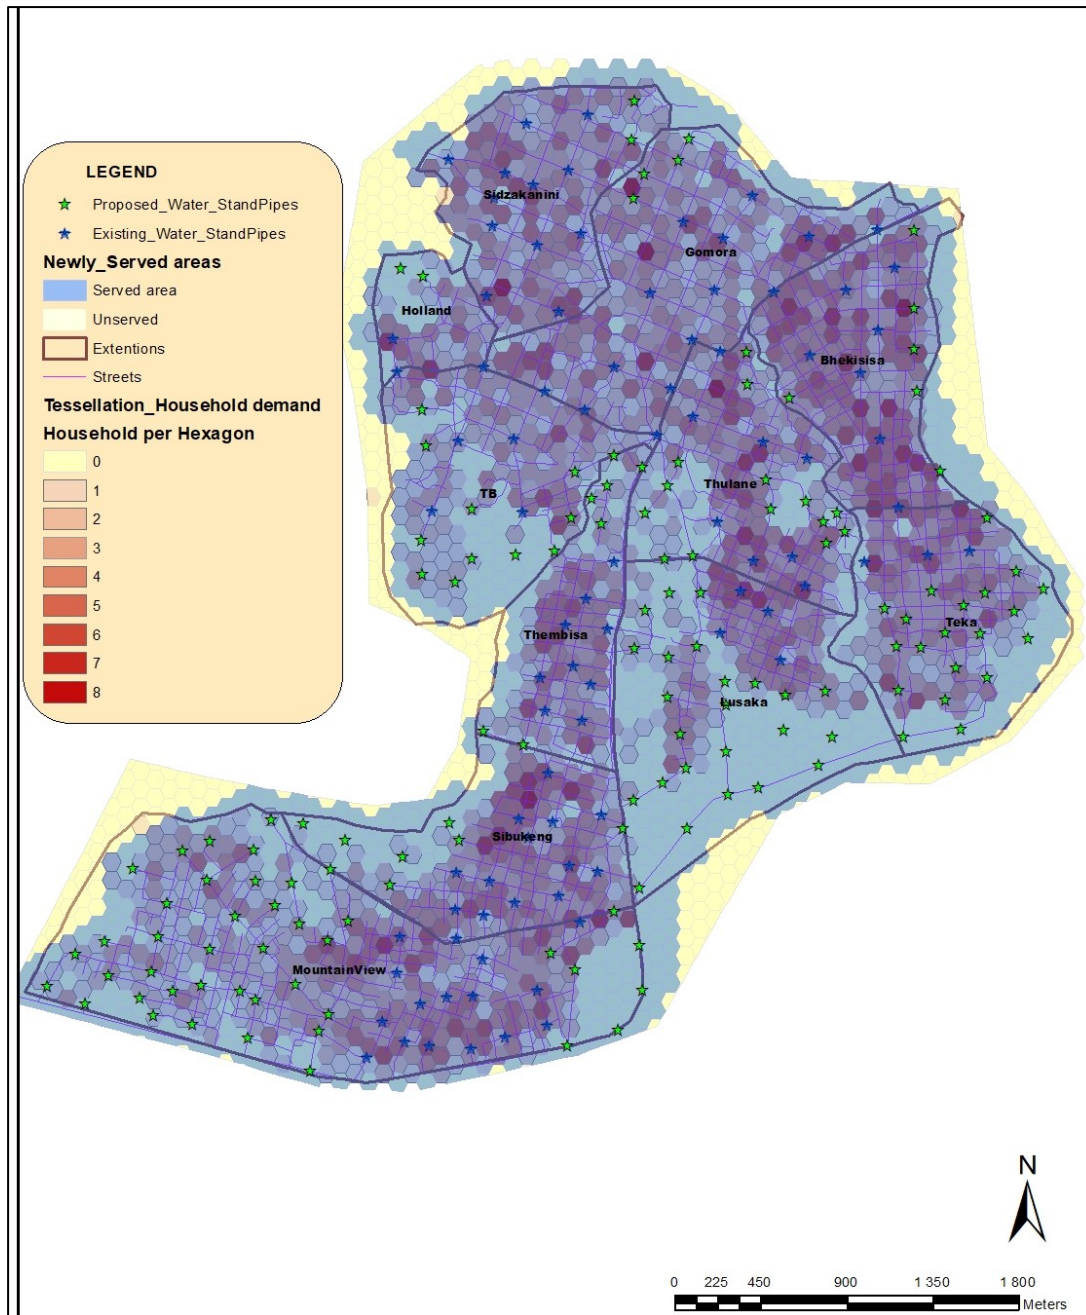 LEGEND
Proposed_Water_StandPipes
Existing_Water_StandPipes
Newly_Served areas
Served area
Unserved
Extentions
Streets
Tessellation_Household demand
Household per Hexagon
0
1
2
3
4
5
6
7
8
Sidzakanini
Gomora
Holland
Bhekisisa
TB
Thulane
Thembisa
Teka
Lusaka
Sibukeng
MountainView
N
0 225 450 900 1 350 1 800
Meters